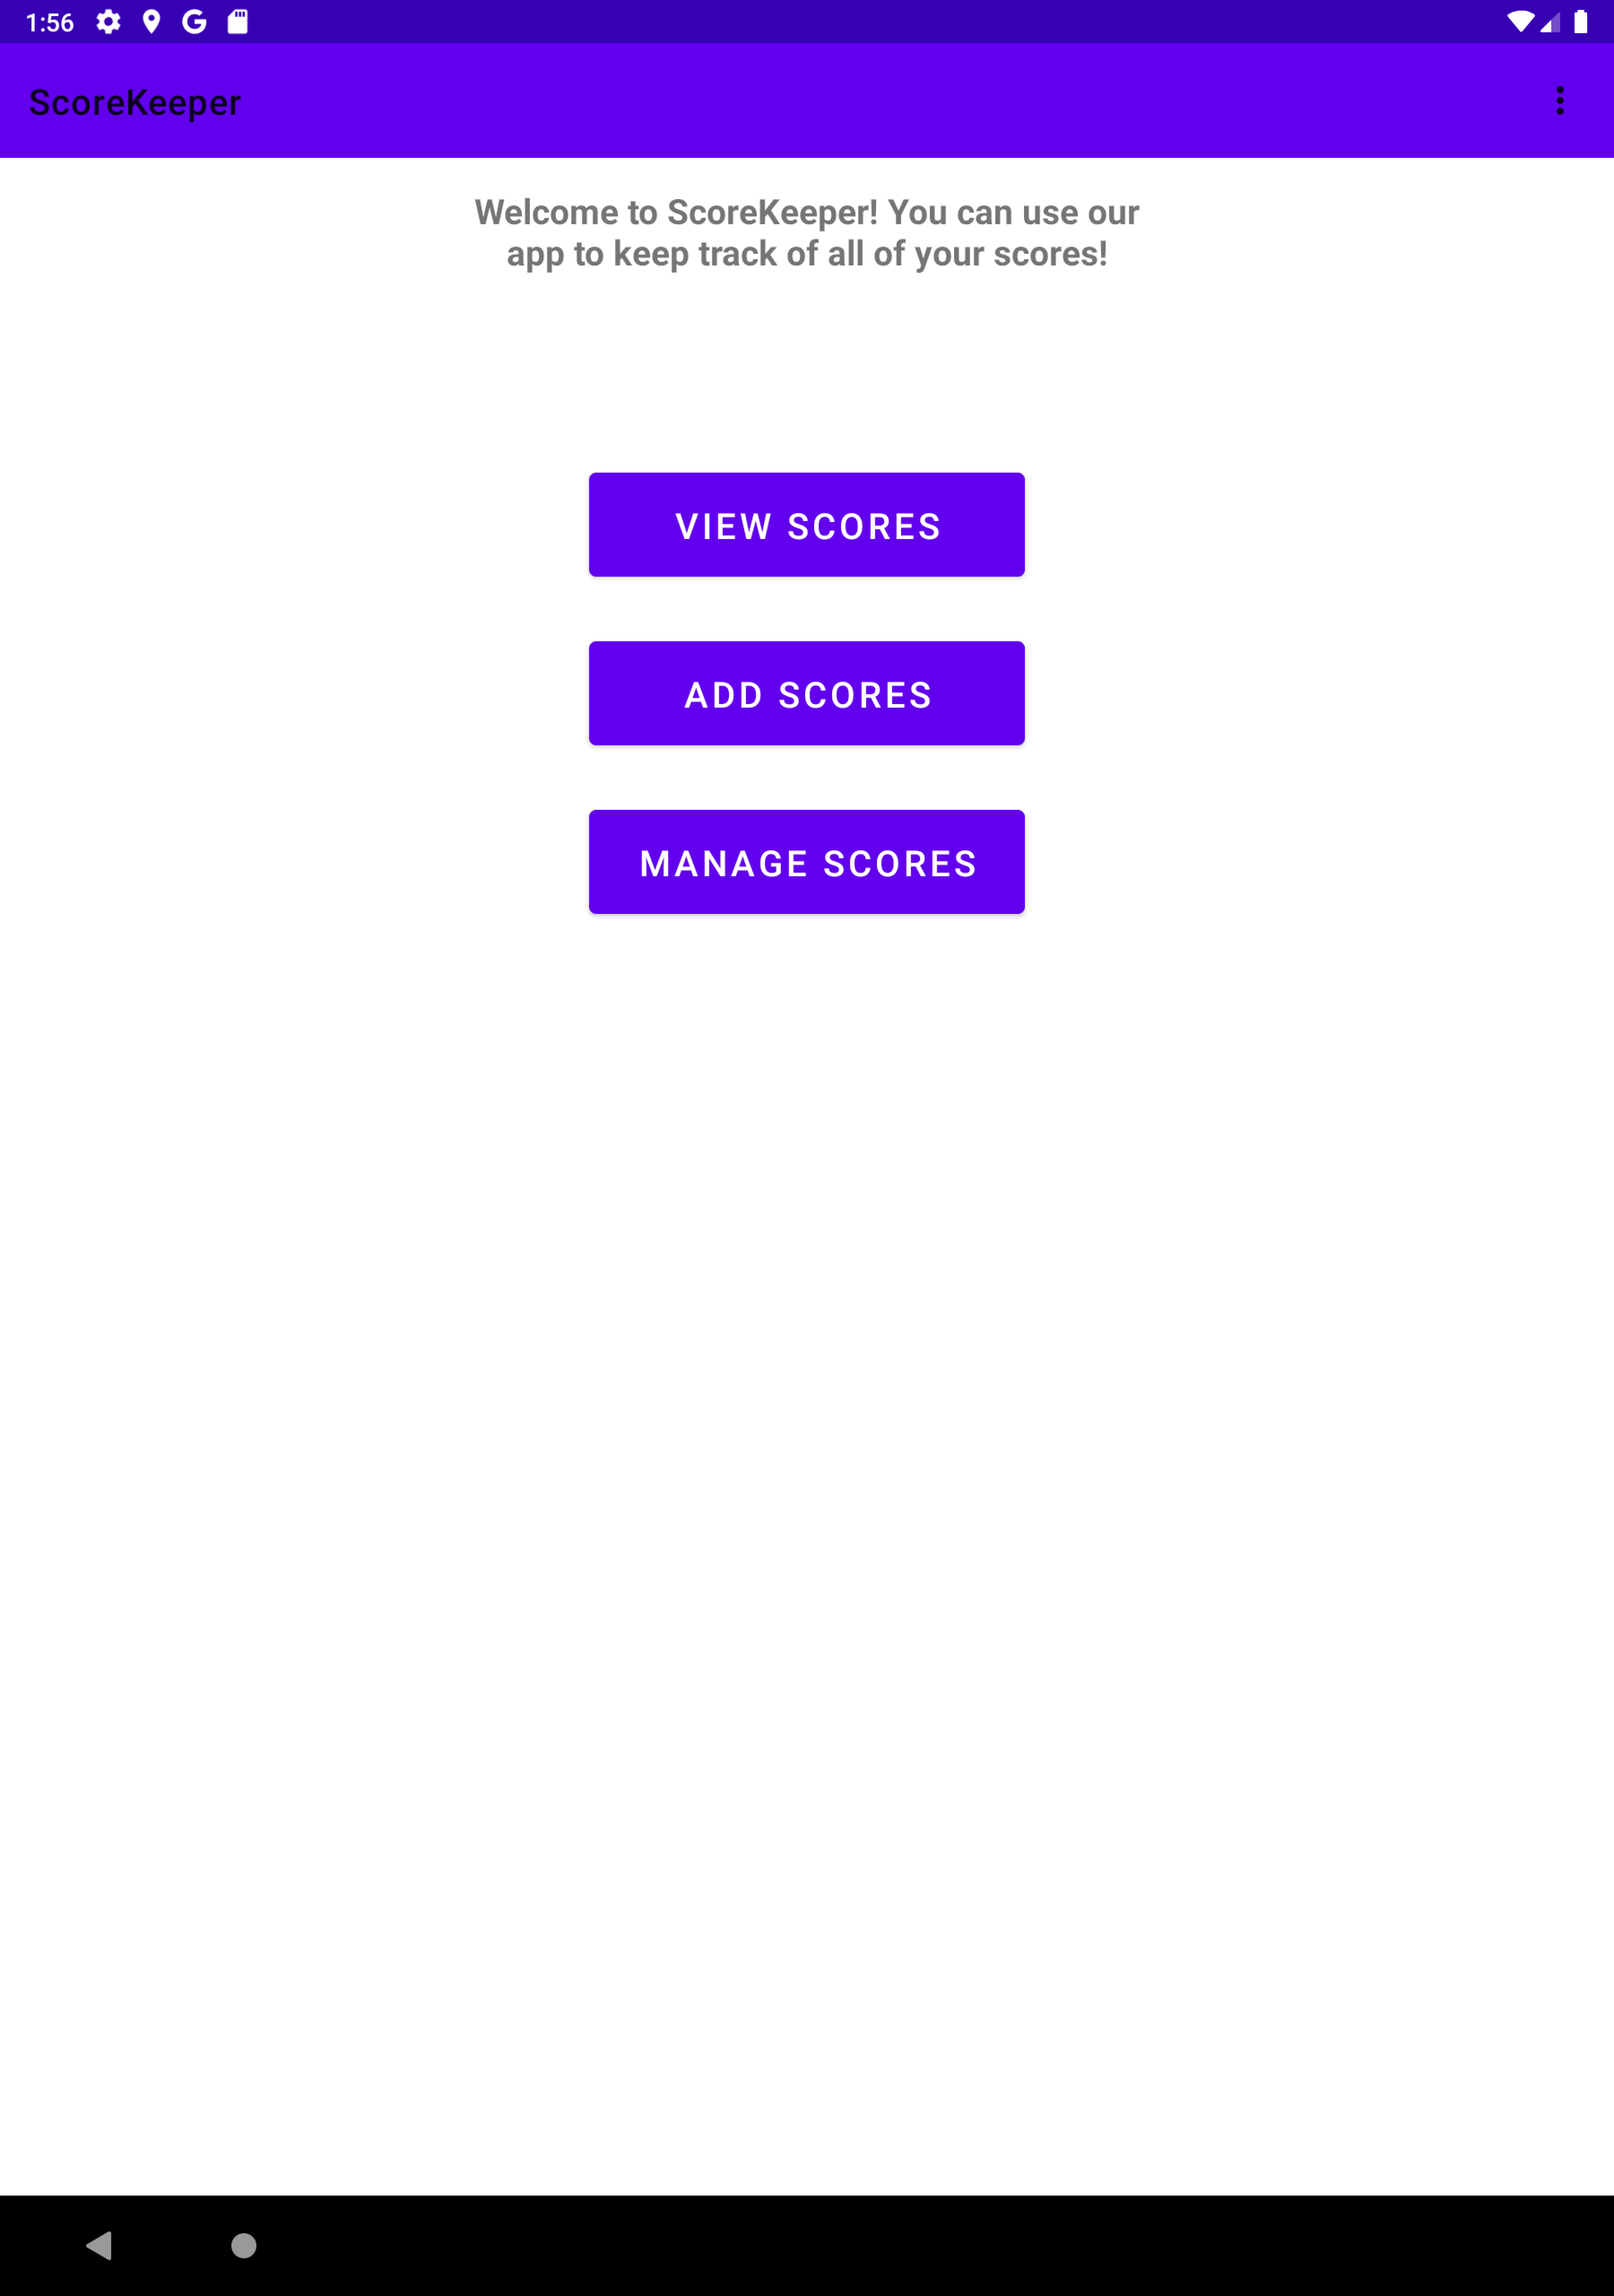 1:56
ScoreKeeper
Welcome to ScoreKeeper! You can use our
app to keep track of all of your scores!
VIEW SCORES
ADD SCORES
MANAGE SCORES